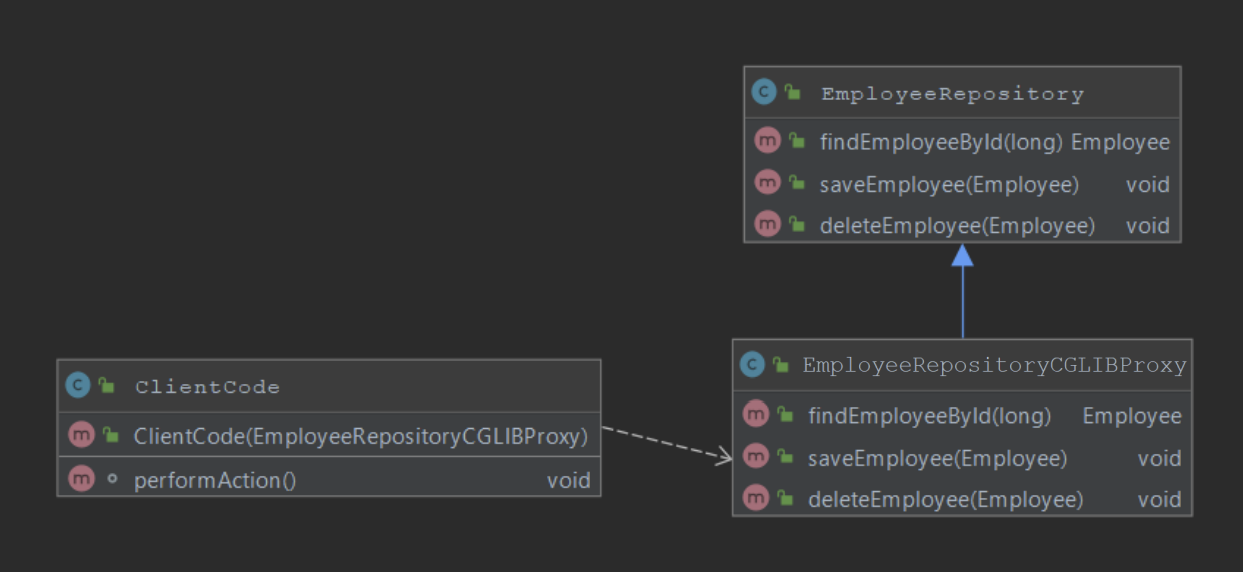 EmployeeRepository
findEmployeeById(long) Employee
saveEmployee(Employee) void
deleteEmployee(Employee) void
ClientCode
ClientCode(EmployeeRepositoryCGLIBProxy)
performAction() void
EmployeeRepositoryCGLIBProxy
findEmployeeById(long) Employee
saveEmployee(Employee) void
deleteEmployee(Employee) void